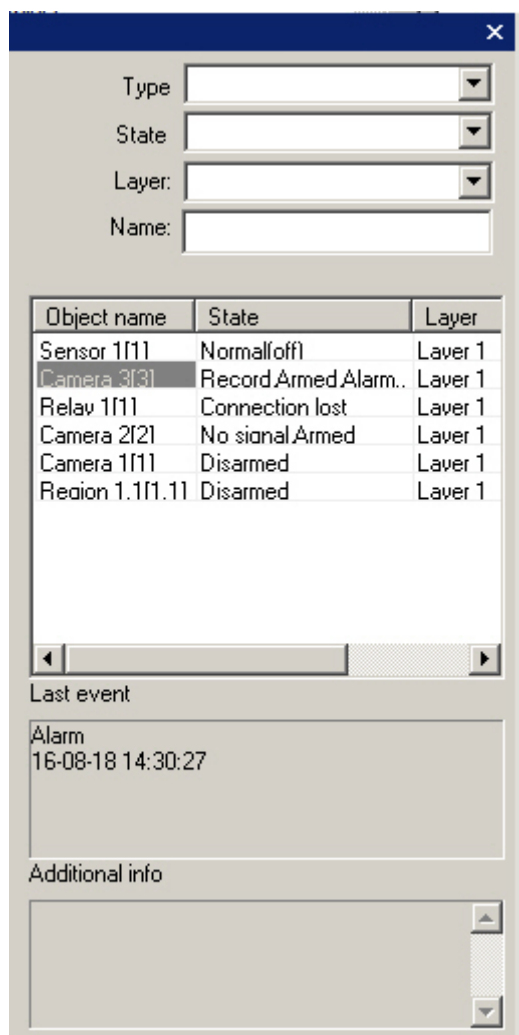 Type
State
Layer:
Name:
Object name State Layer
Sensor 1[1] Normal(off) Layer 1
Camera 3[3] Record,Armed,Alarm.. Layer 1
Relay 1[1] Connection lost Layer 1
Camera 2[2] No signal,Armed Layer 1
Camera 1[1] Disarmed Layer 1
Region 1.1[1.1] Disarmed Layer 1
Last event
Alarm
16-08-18 14:30:27
Additional info